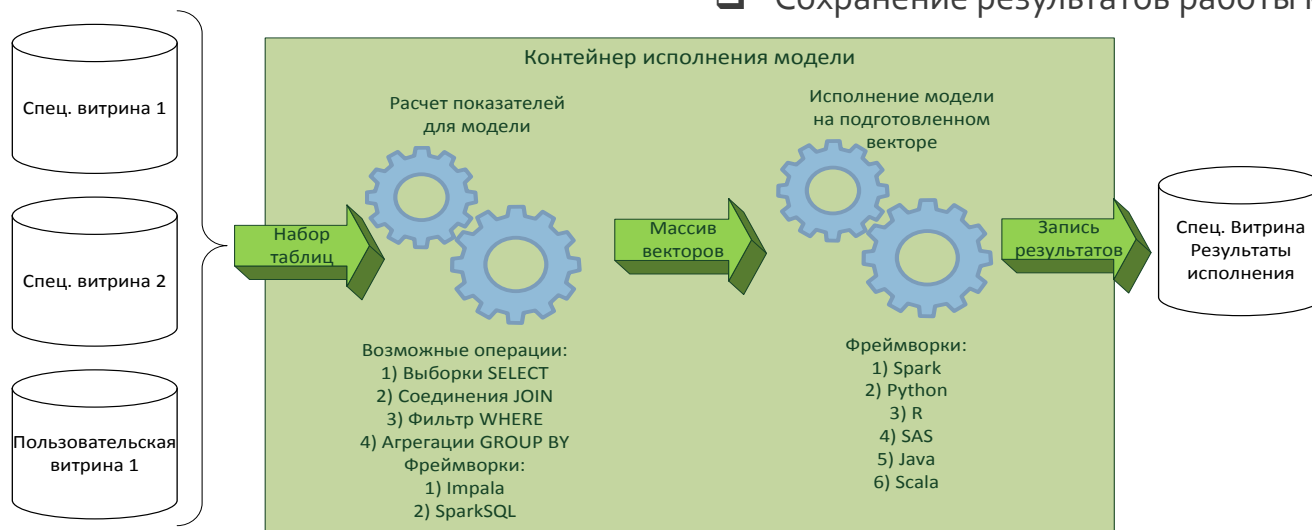 Сохранение результатов работы
Контейнер исполнения модели
Спец. витрина 1
Спец. витрина 2
Пользовательская
витрина 1
Набор
таблиц
Расчет показателей
для модели
Возможные операции:
1) Выборки SELECT
2) Соединения JOIN
3) Фильтр WHERE
4) Агрегации GROUP BY
Фреймворки:
1) Impala
2) SparkSQL
Массив
векторов
Исполнение модели
на подготовленном
векторе
Фреймворки:
1) Spark
2) Python
3) R
4) SAS
5) Java
6) Scala
Запись
результатов
Спец. Витрина
Результаты
исполнения